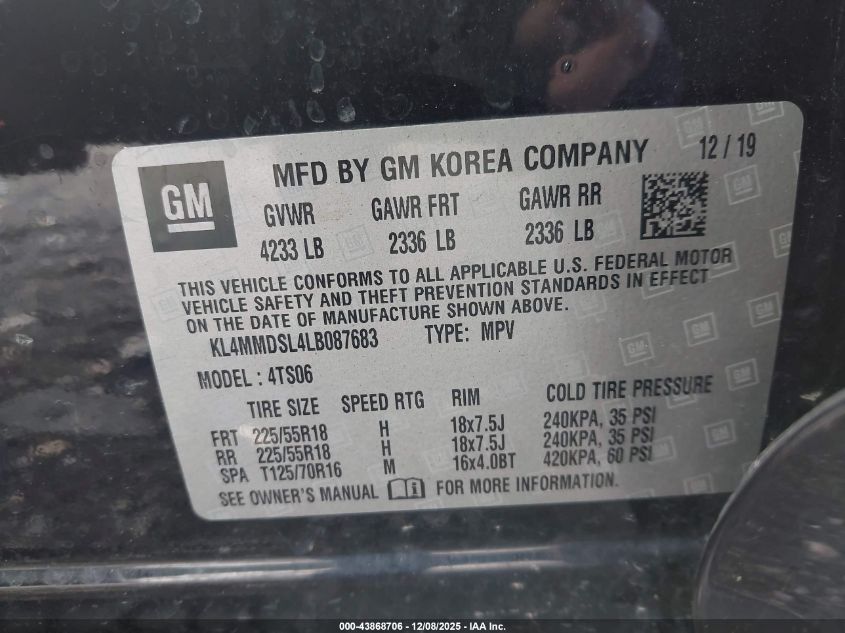 GM
MFD BY GM KOREA COMPANY 12 / 19
GVWR GAWR FRT GAWR RR
4233 LB 2336 LB 2336 LB
THIS VEHICLE CONFORMS TO ALL APPLICABLE U.S. FEDERAL MOTOR
VEHICLE SAFETY AND THEFT PREVENTION STANDARDS IN EFFECT
ON THE DATE OF MANUFACTURE SHOWN ABOVE.
KL4MMDSL4LB087683 TYPE: MPV
MODEL : 4TS06
TIRE SIZE SPEED RTG RIM COLD TIRE PRESSURE
FRT 225/55R18 H 18x7.5J 240KPA, 35 PSI
RR 225/55R18 H 18x7.5J 240KPA, 35 PSI
SPA T125/70R16 M 16x4.0BT 420KPA, 60 PSI
SEE OWNER'S MANUAL FOR MORE INFORMATION.
000-43868706 - 12/08/2025 - IAA Inc.